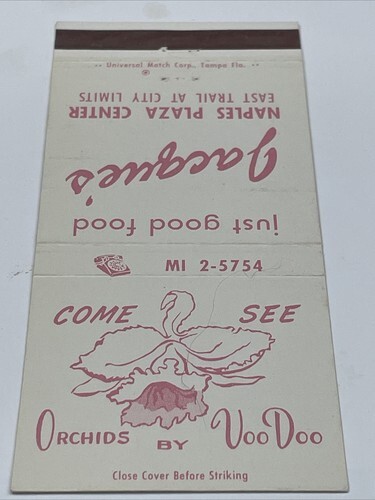 Universal Match Corp., Tampa Fla.
just good food
Jacque's
NAPLES PLAZA CENTER
EAST TRAIL AT CITY LIMITS
MI 2-5754
COME SEE
ORCHIDS BY VOODOO
Close Cover Before Striking